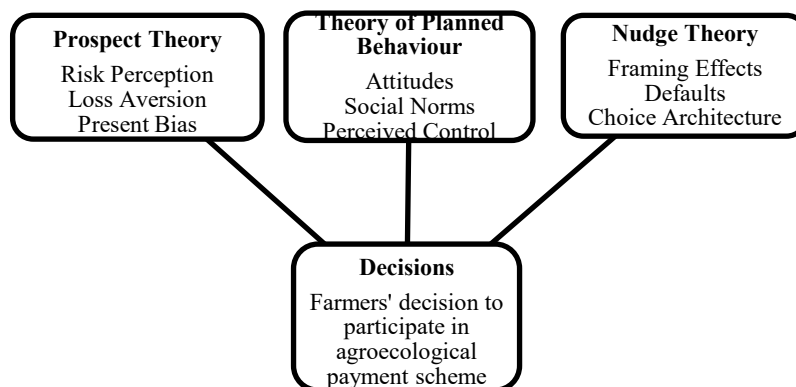 Prospect Theory
Risk Perception
Loss Aversion
Present Bias
Theory of Planned
Behaviour
Attitudes
Social Norms
Perceived Control
Nudge Theory
Framing Effects
Defaults
Choice Architecture
Decisions
Farmers' decision to
participate in
agroecological
payment scheme